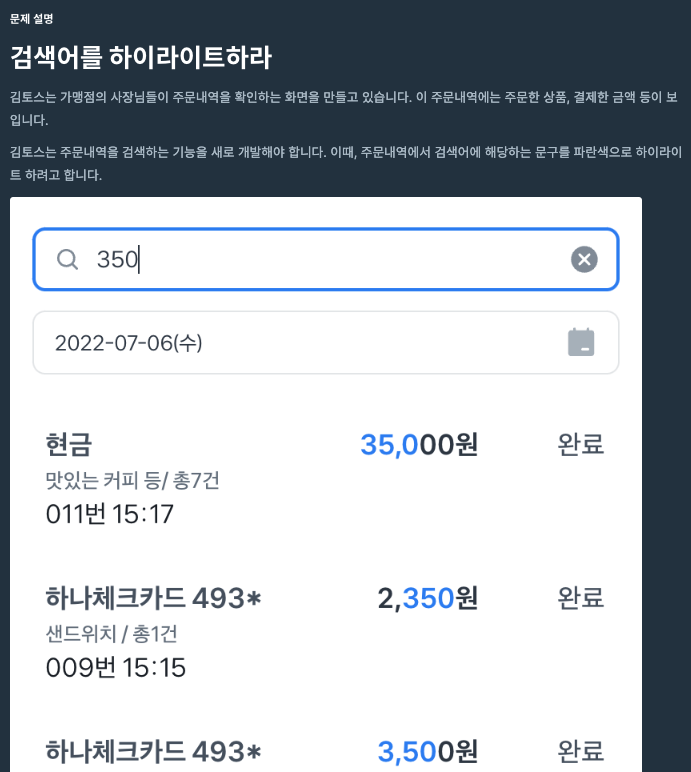 문제 설명
검색어를 하이라이트하라
김토스는 가맹점의 사장님들이 주문내역을 확인하는 화면을 만들고 있습니다. 이 주문내역에는 주문한 상품, 결제한 금액 등이 보
입니다.
김토스는 주문내역을 검색하는 기능을 새로 개발해야 합니다. 이때, 주문내역에서 검색어에 해당하는 문구를 파란색으로 하이라이
트 하려고 합니다.
350
2022-07-06(수)
현금 35,000원 완료
맛있는 커피 등/ 총7건
011번 15:17
하나체크카드 493* 2,350원 완료
샌드위치 / 총1건
009번 15:15
하나체크카드 493* 3,500원 완료